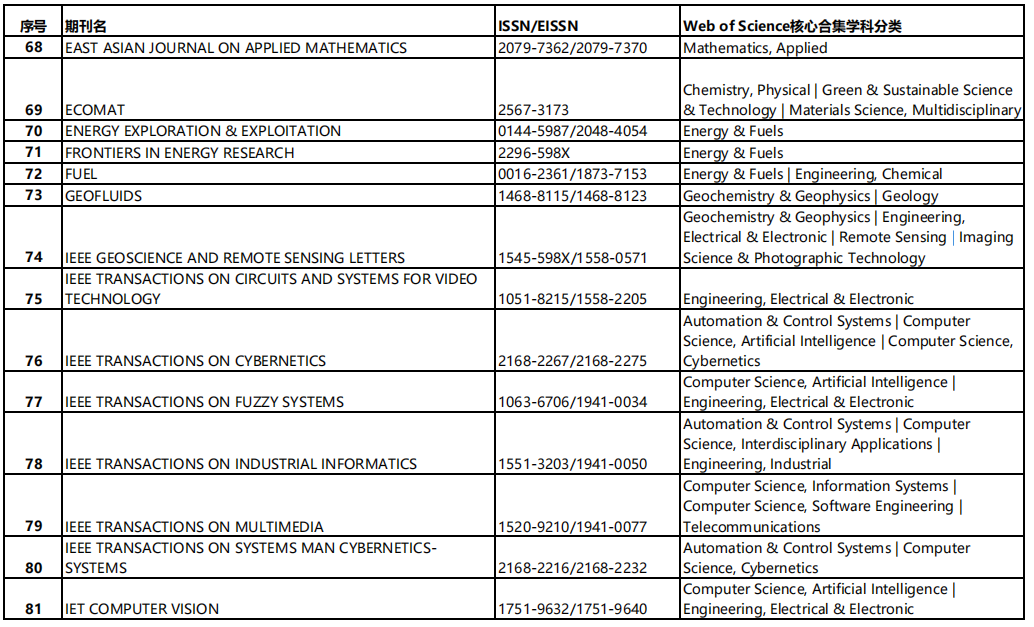 序号 期刊名 ISSN/EISSN Web of Science核心合集学科分类
68 EAST ASIAN JOURNAL ON APPLIED MATHEMATICS 2079-7362/2079-7370 Mathematics, Applied
Chemistry, Physical | Green & Sustainable Science
& Technology | Materials Science, Multidisciplinary
69 ECOMAT 2567-3173
70 ENERGY EXPLORATION & EXPLOITATION 0144-5987/2048-4054 Energy & Fuels
71 FRONTIERS IN ENERGY RESEARCH 2296-598X Energy & Fuels
72 FUEL 0016-2361/1873-7153 Energy & Fuels | Engineering, Chemical
73 GEOFLUIDS 1468-8115/1468-8123 Geochemistry & Geophysics | Geology
Geochemistry & Geophysics | Engineering,
Electrical & Electronic | Remote Sensing | Imaging
74 IEEE GEOSCIENCE AND REMOTE SENSING LETTERS 1545-598X/1558-0571 Science & Photographic Technology
IEEE TRANSACTIONS ON CIRCUITS AND SYSTEMS FOR VIDEO
75 TECHNOLOGY 1051-8215/1558-2205 Engineering, Electrical & Electronic
Automation & Control Systems | Computer
Science, Artificial Intelligence | Computer Science,
76 IEEE TRANSACTIONS ON CYBERNETICS 2168-2267/2168-2275 Cybernetics
Computer Science, Artificial Intelligence |
77 IEEE TRANSACTIONS ON FUZZY SYSTEMS 1063-6706/1941-0034 Engineering, Electrical & Electronic
Automation & Control Systems | Computer
Science, Interdisciplinary Applications |
78 IEEE TRANSACTIONS ON INDUSTRIAL INFORMATICS 1551-3203/1941-0050 Engineering, Industrial
Computer Science, Information Systems |
Computer Science, Software Engineering |
79 IEEE TRANSACTIONS ON MULTIMEDIA 1520-9210/1941-0077 Telecommunications
IEEE TRANSACTIONS ON SYSTEMS MAN CYBERNETICS- Automation & Control Systems | Computer
80 SYSTEMS 2168-2216/2168-2232 Science, Cybernetics
Computer Science, Artificial Intelligence |
81 IET COMPUTER VISION 1751-9632/1751-9640 Engineering, Electrical & Electronic